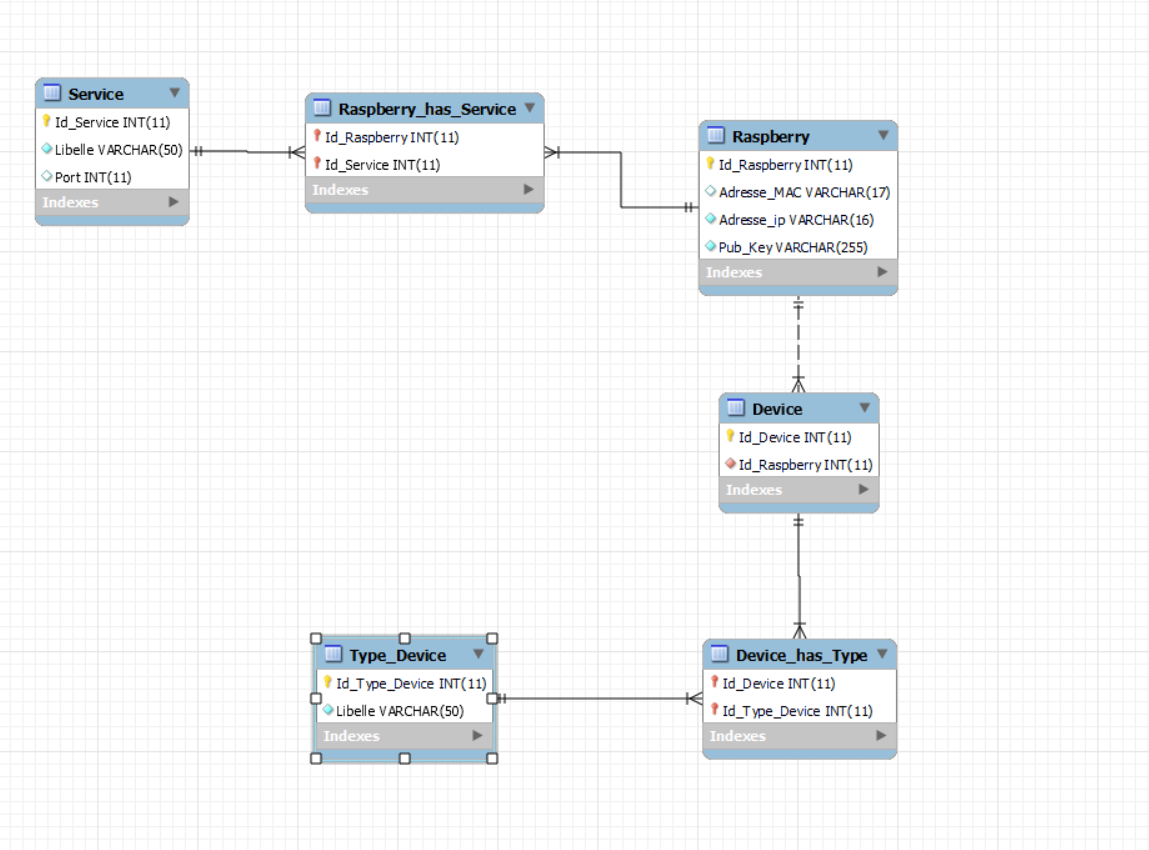 Service
Id_Service INT(11)
Libelle VARCHAR(50)
Port INT(11)
Indexes
Raspberry_has_Service
Id_Raspberry INT(11)
Id_Service INT(11)
Indexes
Raspberry
Id_Raspberry INT(11)
Adresse_MAC VARCHAR(17)
Adresse_ip VARCHAR(16)
Pub_Key VARCHAR(255)
Indexes
Device
Id_Device INT(11)
Id_Raspberry INT(11)
Indexes
Type_Device
Id_Type_Device INT(11)
Libelle VARCHAR(50)
Indexes
Device_has_Type
Id_Device INT(11)
Id_Type_Device INT(11)
Indexes